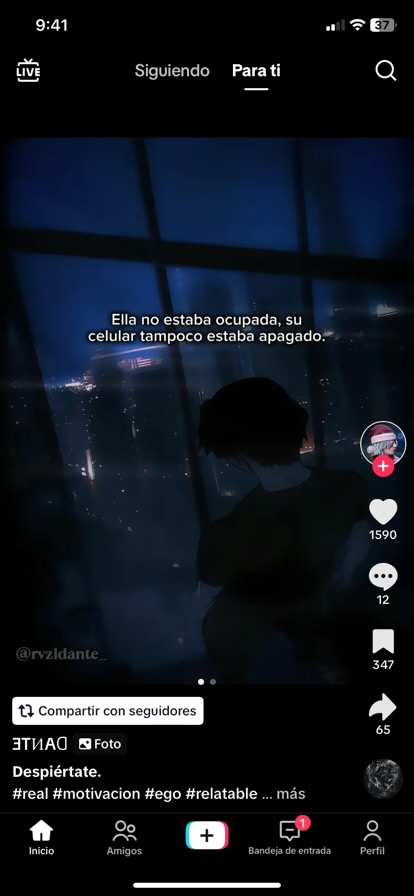 9:41
37
LIVE
Siguiendo
Para ti
Ella no estaba ocupada, su
celular tampoco estaba apagado.
1590
12
347
65
@rvzldante_
Compartir con seguidores
ƎTИAᗡ
Foto
Despiértate.
#real #motivacion #ego #relatable ... más
1
Inicio
Amigos
Bandeja de entrada
Perfil